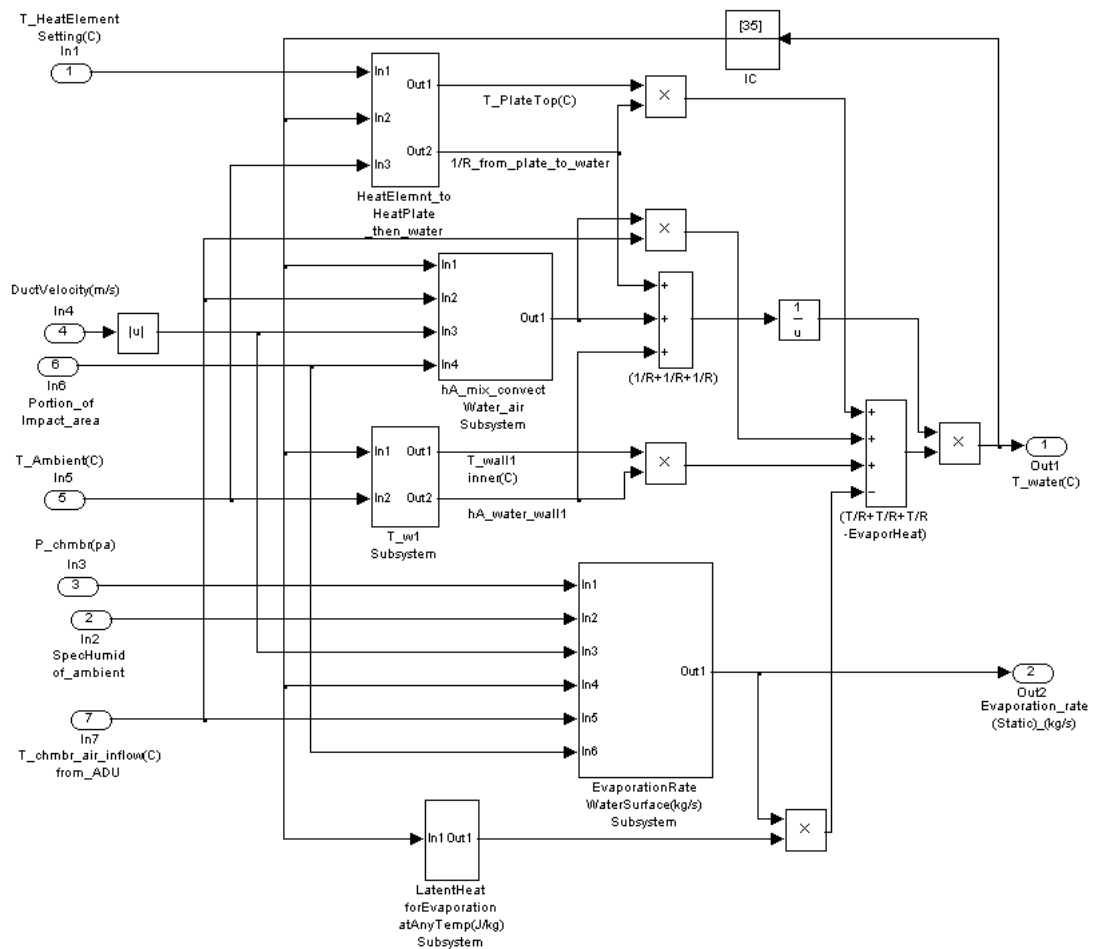 T_HeatElement
Setting(C)
In1
1
[35]
IC
In1
In2
In3
Out1
Out2
HeatElemnt_to
HeatPlate
_then_water
T_PlateTop(C)
1/R_from_plate_to_water
×
×
DuctVelocity(m/s)
In4
4
|u|
6
In6
Portion_of
Impact_area
In1
In2
In3
In4
Out1
hA_mix_convect
Water_air
Subsystem
+
+
+
(1/R+1/R+1/R)
1
u
T_Ambient(C)
In5
5
In1
In2
Out1
Out2
T_w1
Subsystem
T_wall1
inner(C)
hA_water_wall1
×
+
+
+
−
(T/R+T/R+T/R
-EvaporHeat)
×
1
Out1
T_water(C)
P_chmbr(pa)
In3
3
2
In2
SpecHumid
of_ambient
7
In7
T_chmbr_air_inflow(C)
from_ADU
In1
In2
In3
In4
In5
In6
Out1
EvaporationRate
WaterSurface(kg/s)
Subsystem
2
Out2
Evaporation_rate
(Static)_(kg/s)
In1 Out1
LatentHeat
forEvaporation
atAnyTemp(J/kg)
Subsystem
×